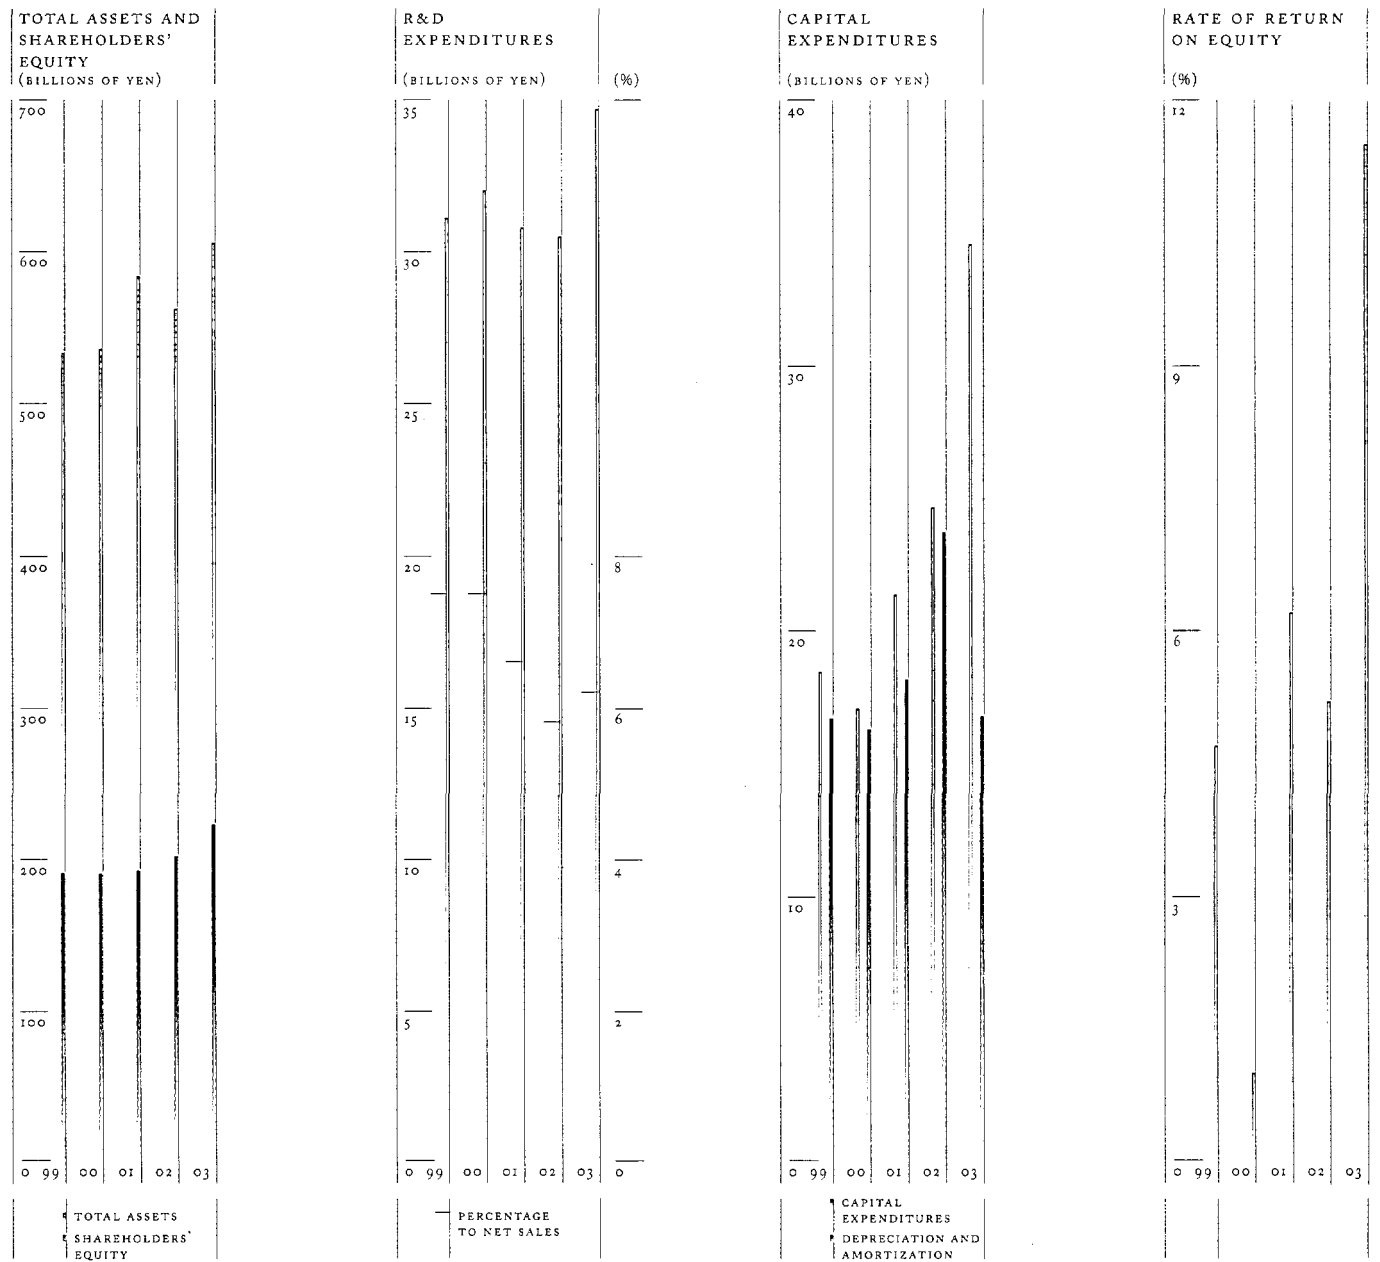 TOTAL ASSETS AND
SHAREHOLDERS'
EQUITY
(BILLIONS OF YEN)
700
600
500
400
300
200
100
0 99 00 01 02 03
TOTAL ASSETS
SHAREHOLDERS'
EQUITY
R&D
EXPENDITURES
(BILLIONS OF YEN) (%)
35
30
25
20 8
15 6
10 4
5 2
0 99 00 01 02 03 0
PERCENTAGE
TO NET SALES
CAPITAL
EXPENDITURES
(BILLIONS OF YEN)
40
30
20
10
0 99 00 01 02 03
CAPITAL
EXPENDITURES
DEPRECIATION AND
AMORTIZATION
RATE OF RETURN
ON EQUITY
(%)
12
9
6
3
0 99 00 01 02 03